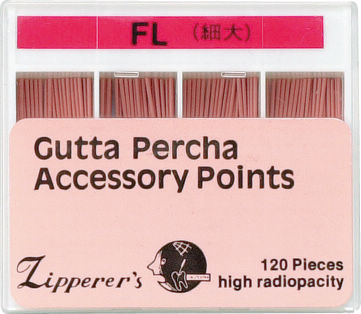 FL (細大)
Gutta Percha
Accessory Points
Zipperer's
120 Pieces
high radiopacity